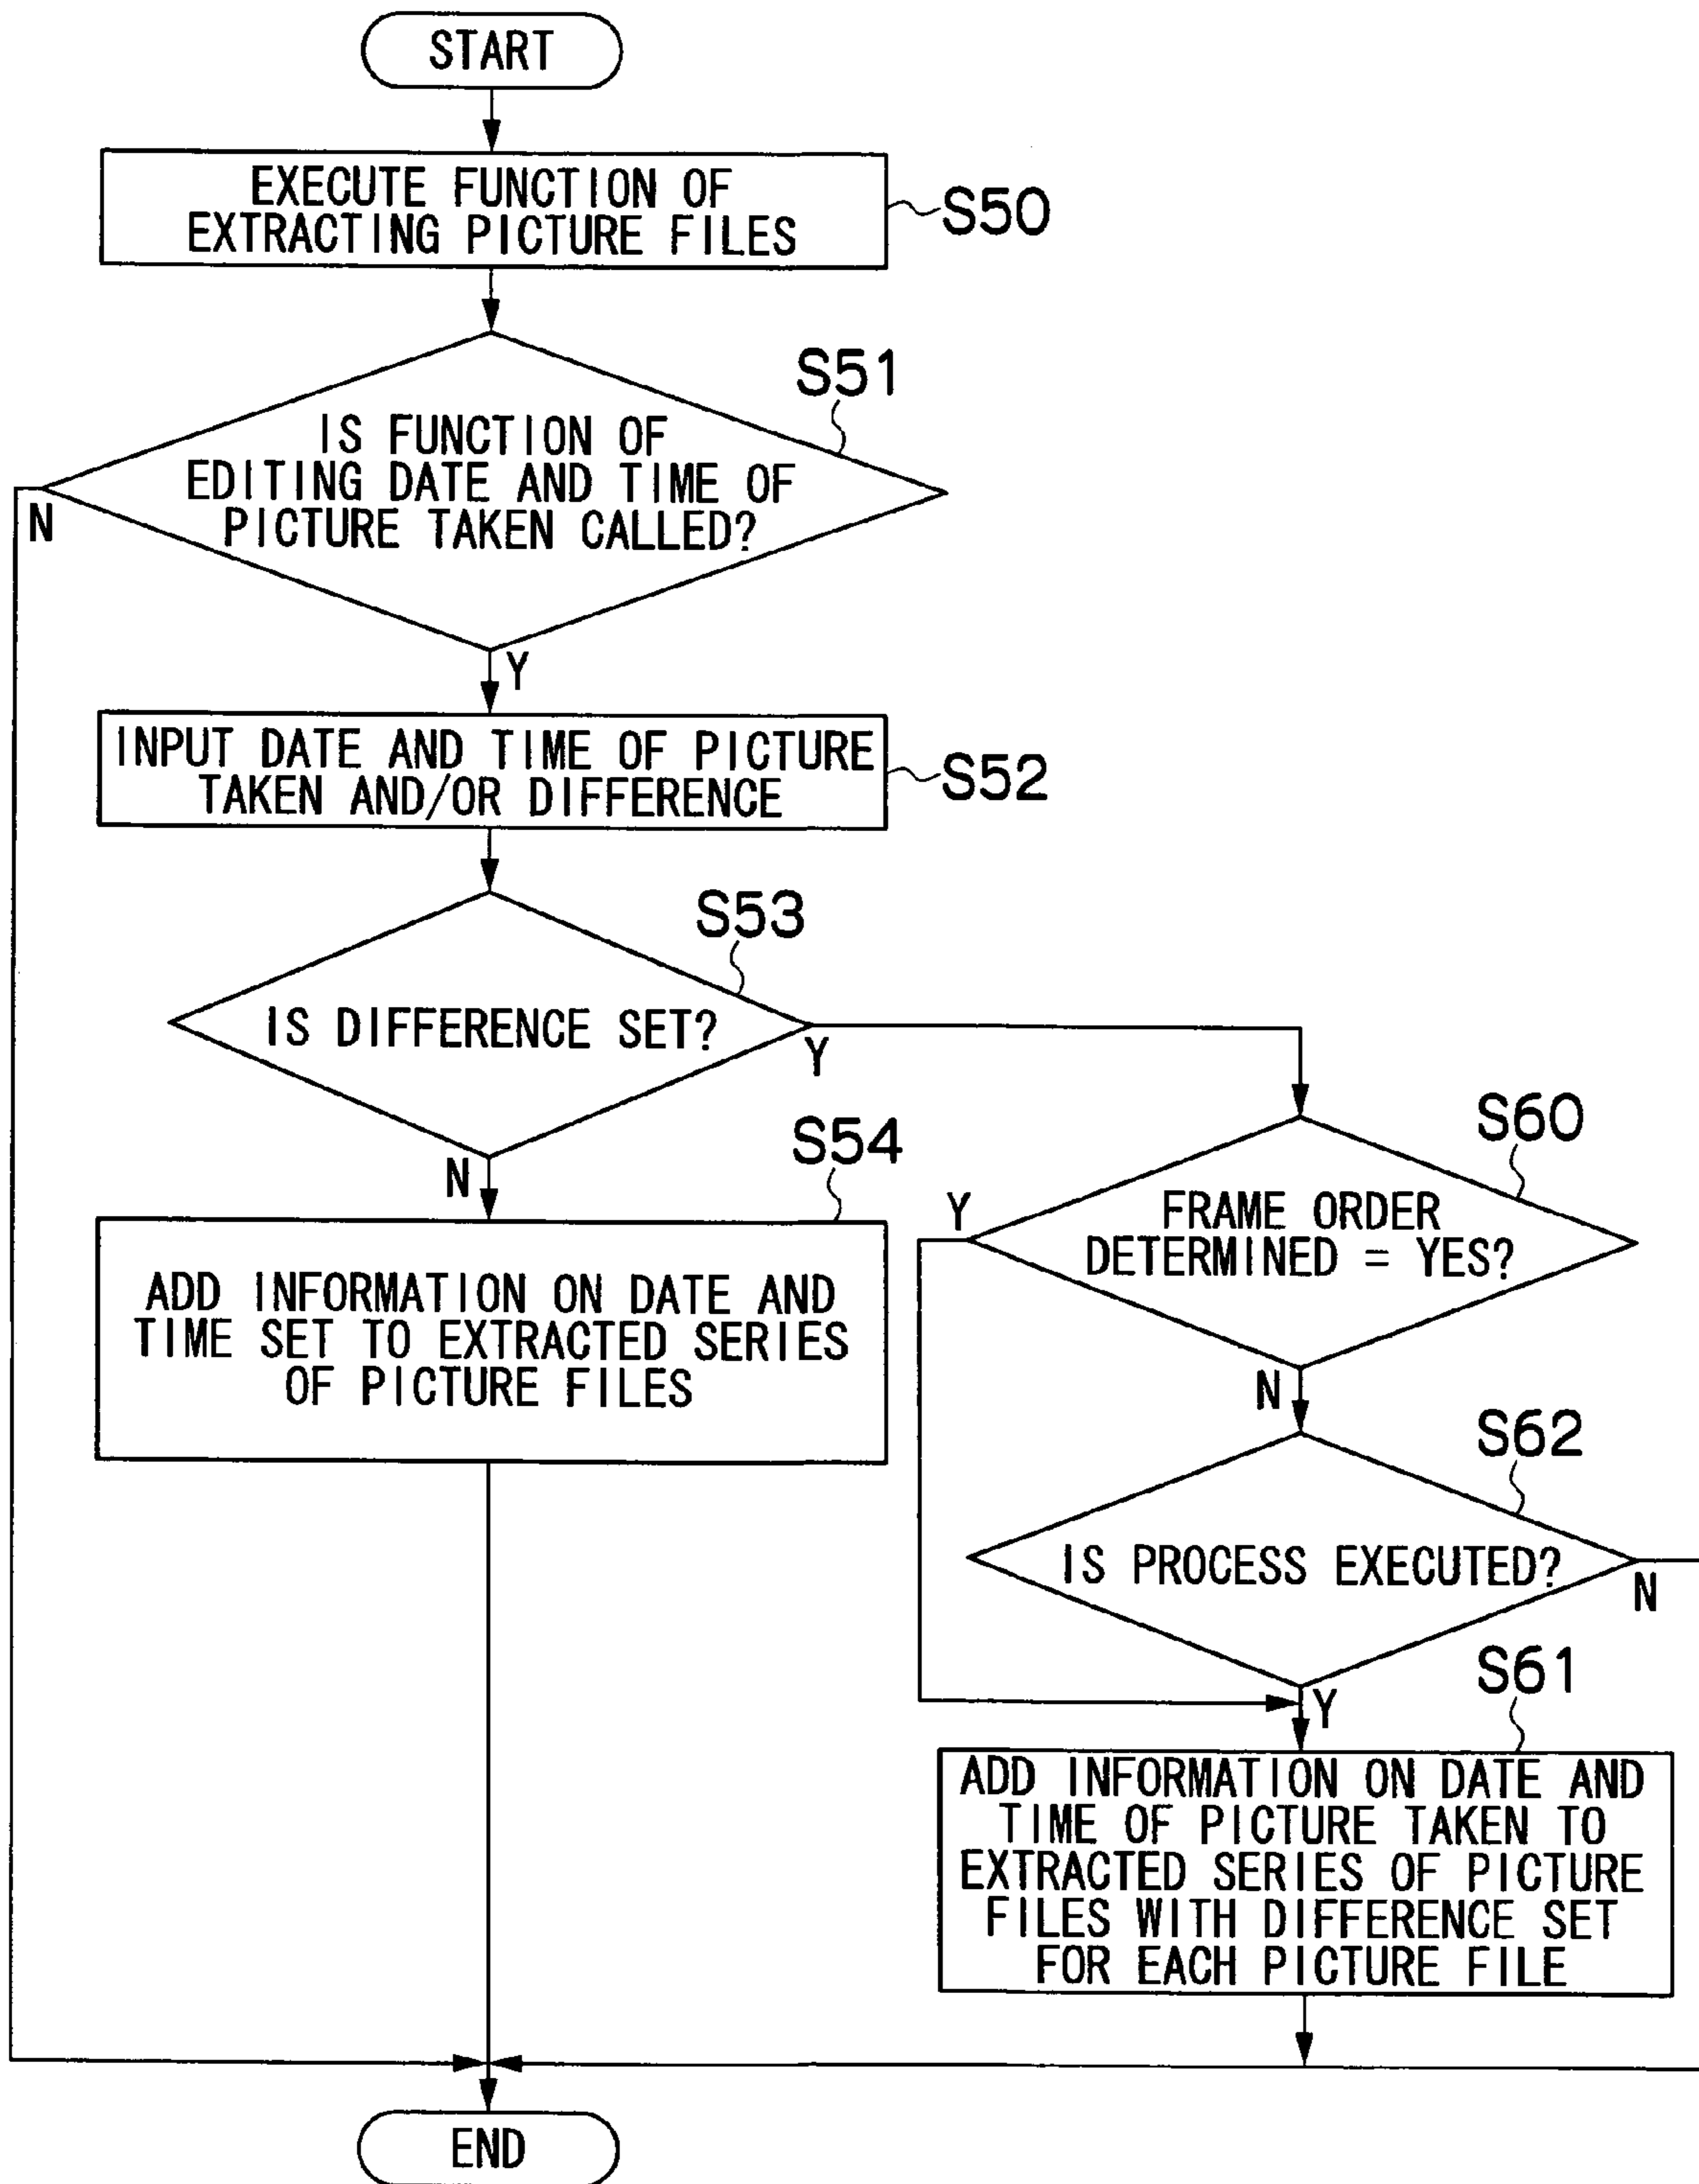 START
EXECUTE FUNCTION OF
EXTRACTING PICTURE FILES
S50
S51
IS FUNCTION OF
EDITING DATE AND TIME OF
PICTURE TAKEN CALLED?
N
Y
INPUT DATE AND TIME OF PICTURE
TAKEN AND/OR DIFFERENCE
S52
S53
IS DIFFERENCE SET?
Y
N
S54
ADD INFORMATION ON DATE AND
TIME SET TO EXTRACTED SERIES
OF PICTURE FILES
S60
Y
FRAME ORDER
DETERMINED = YES?
N
S62
IS PROCESS EXECUTED?
N
Y
S61
ADD INFORMATION ON DATE AND
TIME OF PICTURE TAKEN TO
EXTRACTED SERIES OF PICTURE
FILES WITH DIFFERENCE SET
FOR EACH PICTURE FILE
END